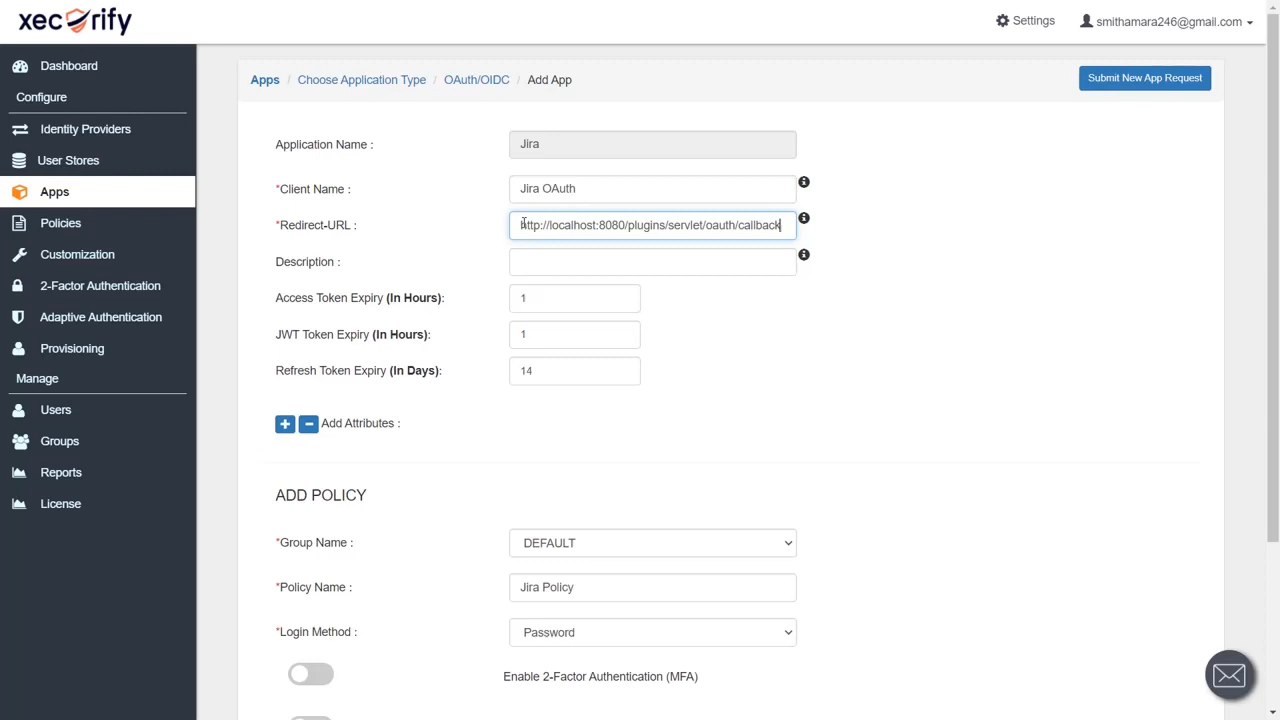 xecurify
Settings
smithamara246@gmail.com
Dashboard
Configure
Identity Providers
User Stores
Apps
Policies
Customization
2-Factor Authentication
Adaptive Authentication
Provisioning
Manage
Users
Groups
Reports
License
Apps / Choose Application Type / OAuth/OIDC / Add App
Submit New App Request
Application Name :
Jira
*Client Name :
Jira OAuth
*Redirect-URL :
http://localhost:8080/plugins/servlet/oauth/callback
Description :
Access Token Expiry (In Hours):
1
JWT Token Expiry (In Hours):
1
Refresh Token Expiry (In Days):
14
Add Attributes :
ADD POLICY
*Group Name :
DEFAULT
*Policy Name :
Jira Policy
*Login Method :
Password
Enable 2-Factor Authentication (MFA)